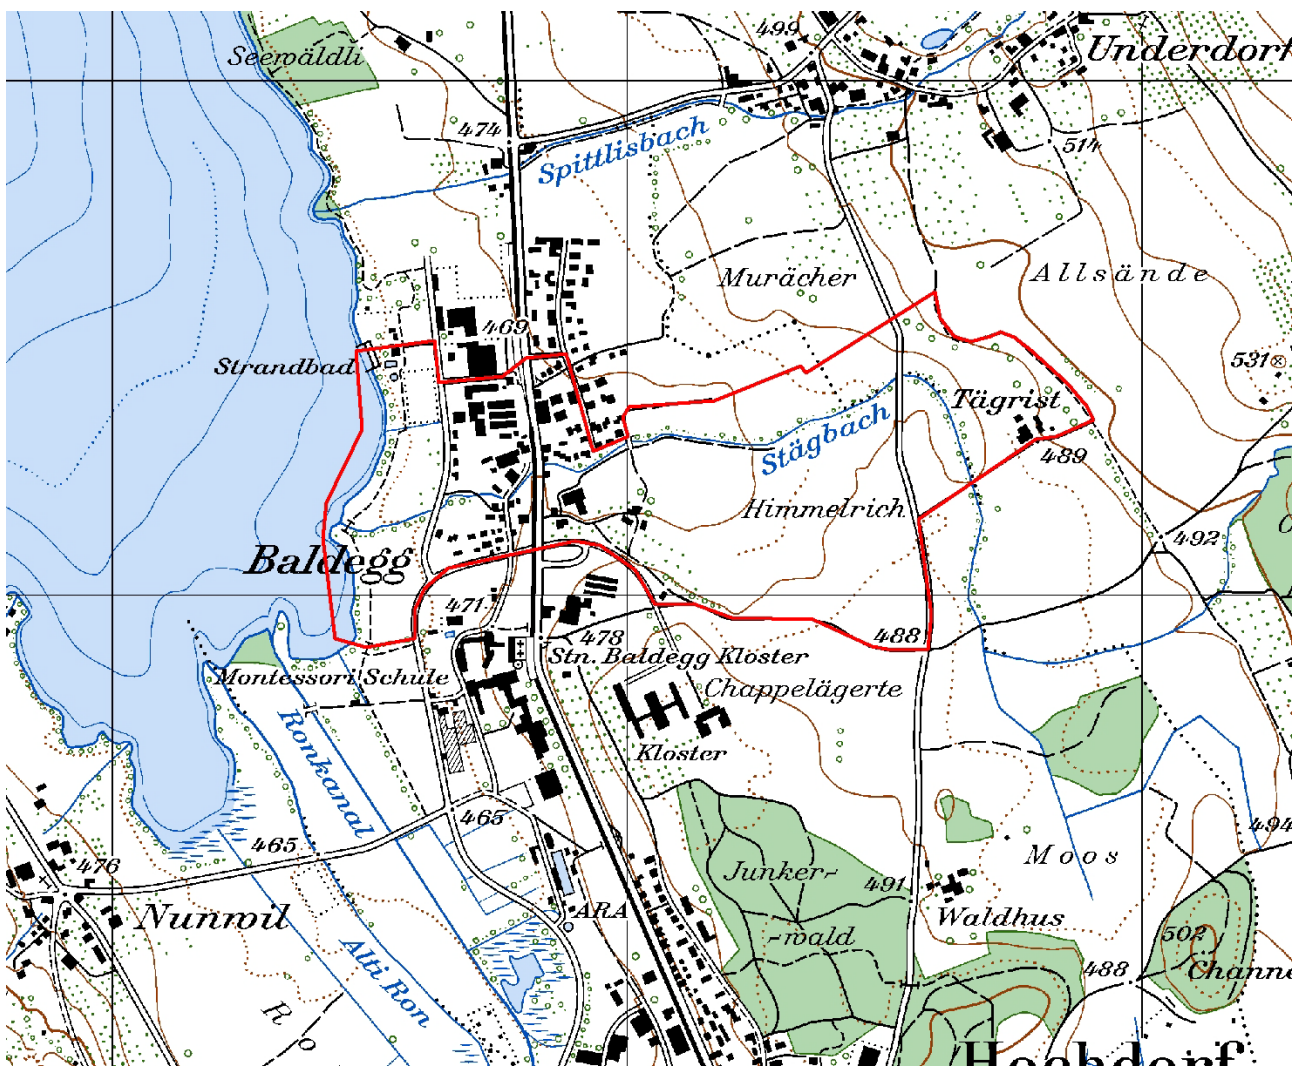 499
Underdorf
Seewäldli
474
Spittlisbach
514
Murächer
Allsände
469
Strandbad
531
Tägrist
Stägbach
489
Himmelrich
492
Baldegg
471
478
488
Stn. Baldegg Kloster
Montessori Schule
Chappelägerte
Ronkanal
Kloster
465
465
494
476
Junker-
Moos
491
Nunwil
ARA
Waldhus
-wald
502
Alti Ron
488
Channe
R o
Hochdorf